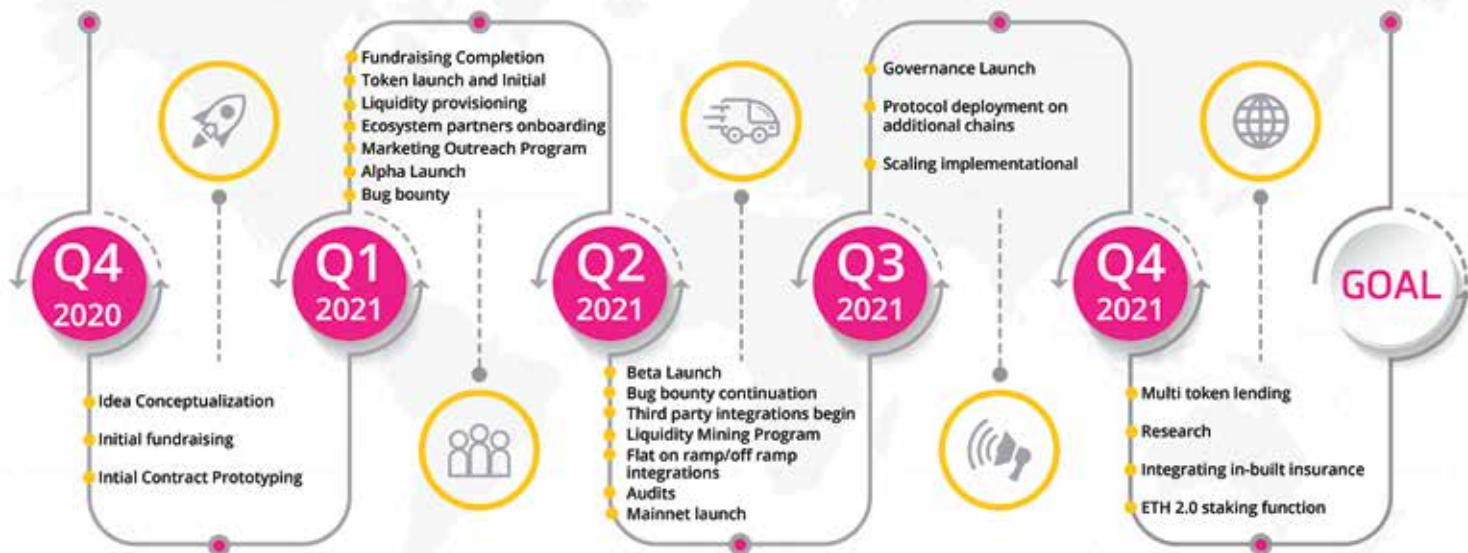 Q4
2020
Idea Conceptualization
Initial fundraising
Intial Contract Prototyping
Q1
2021
Fundraising Completion
Token launch and Initial
Liquidity provisioning
Ecosystem partners onboarding
Marketing Outreach Program
Alpha Launch
Bug bounty
Q2
2021
Beta Launch
Bug bounty continuation
Third party integrations begin
Liquidity Mining Program
Flat on ramp/off ramp
integrations
Audits
Mainnet launch
Q3
2021
Governance Launch
Protocol deployment on
additional chains
Scaling implementational
Q4
2021
Multi token lending
Research
Integrating in-built insurance
ETH 2.0 staking function
GOAL